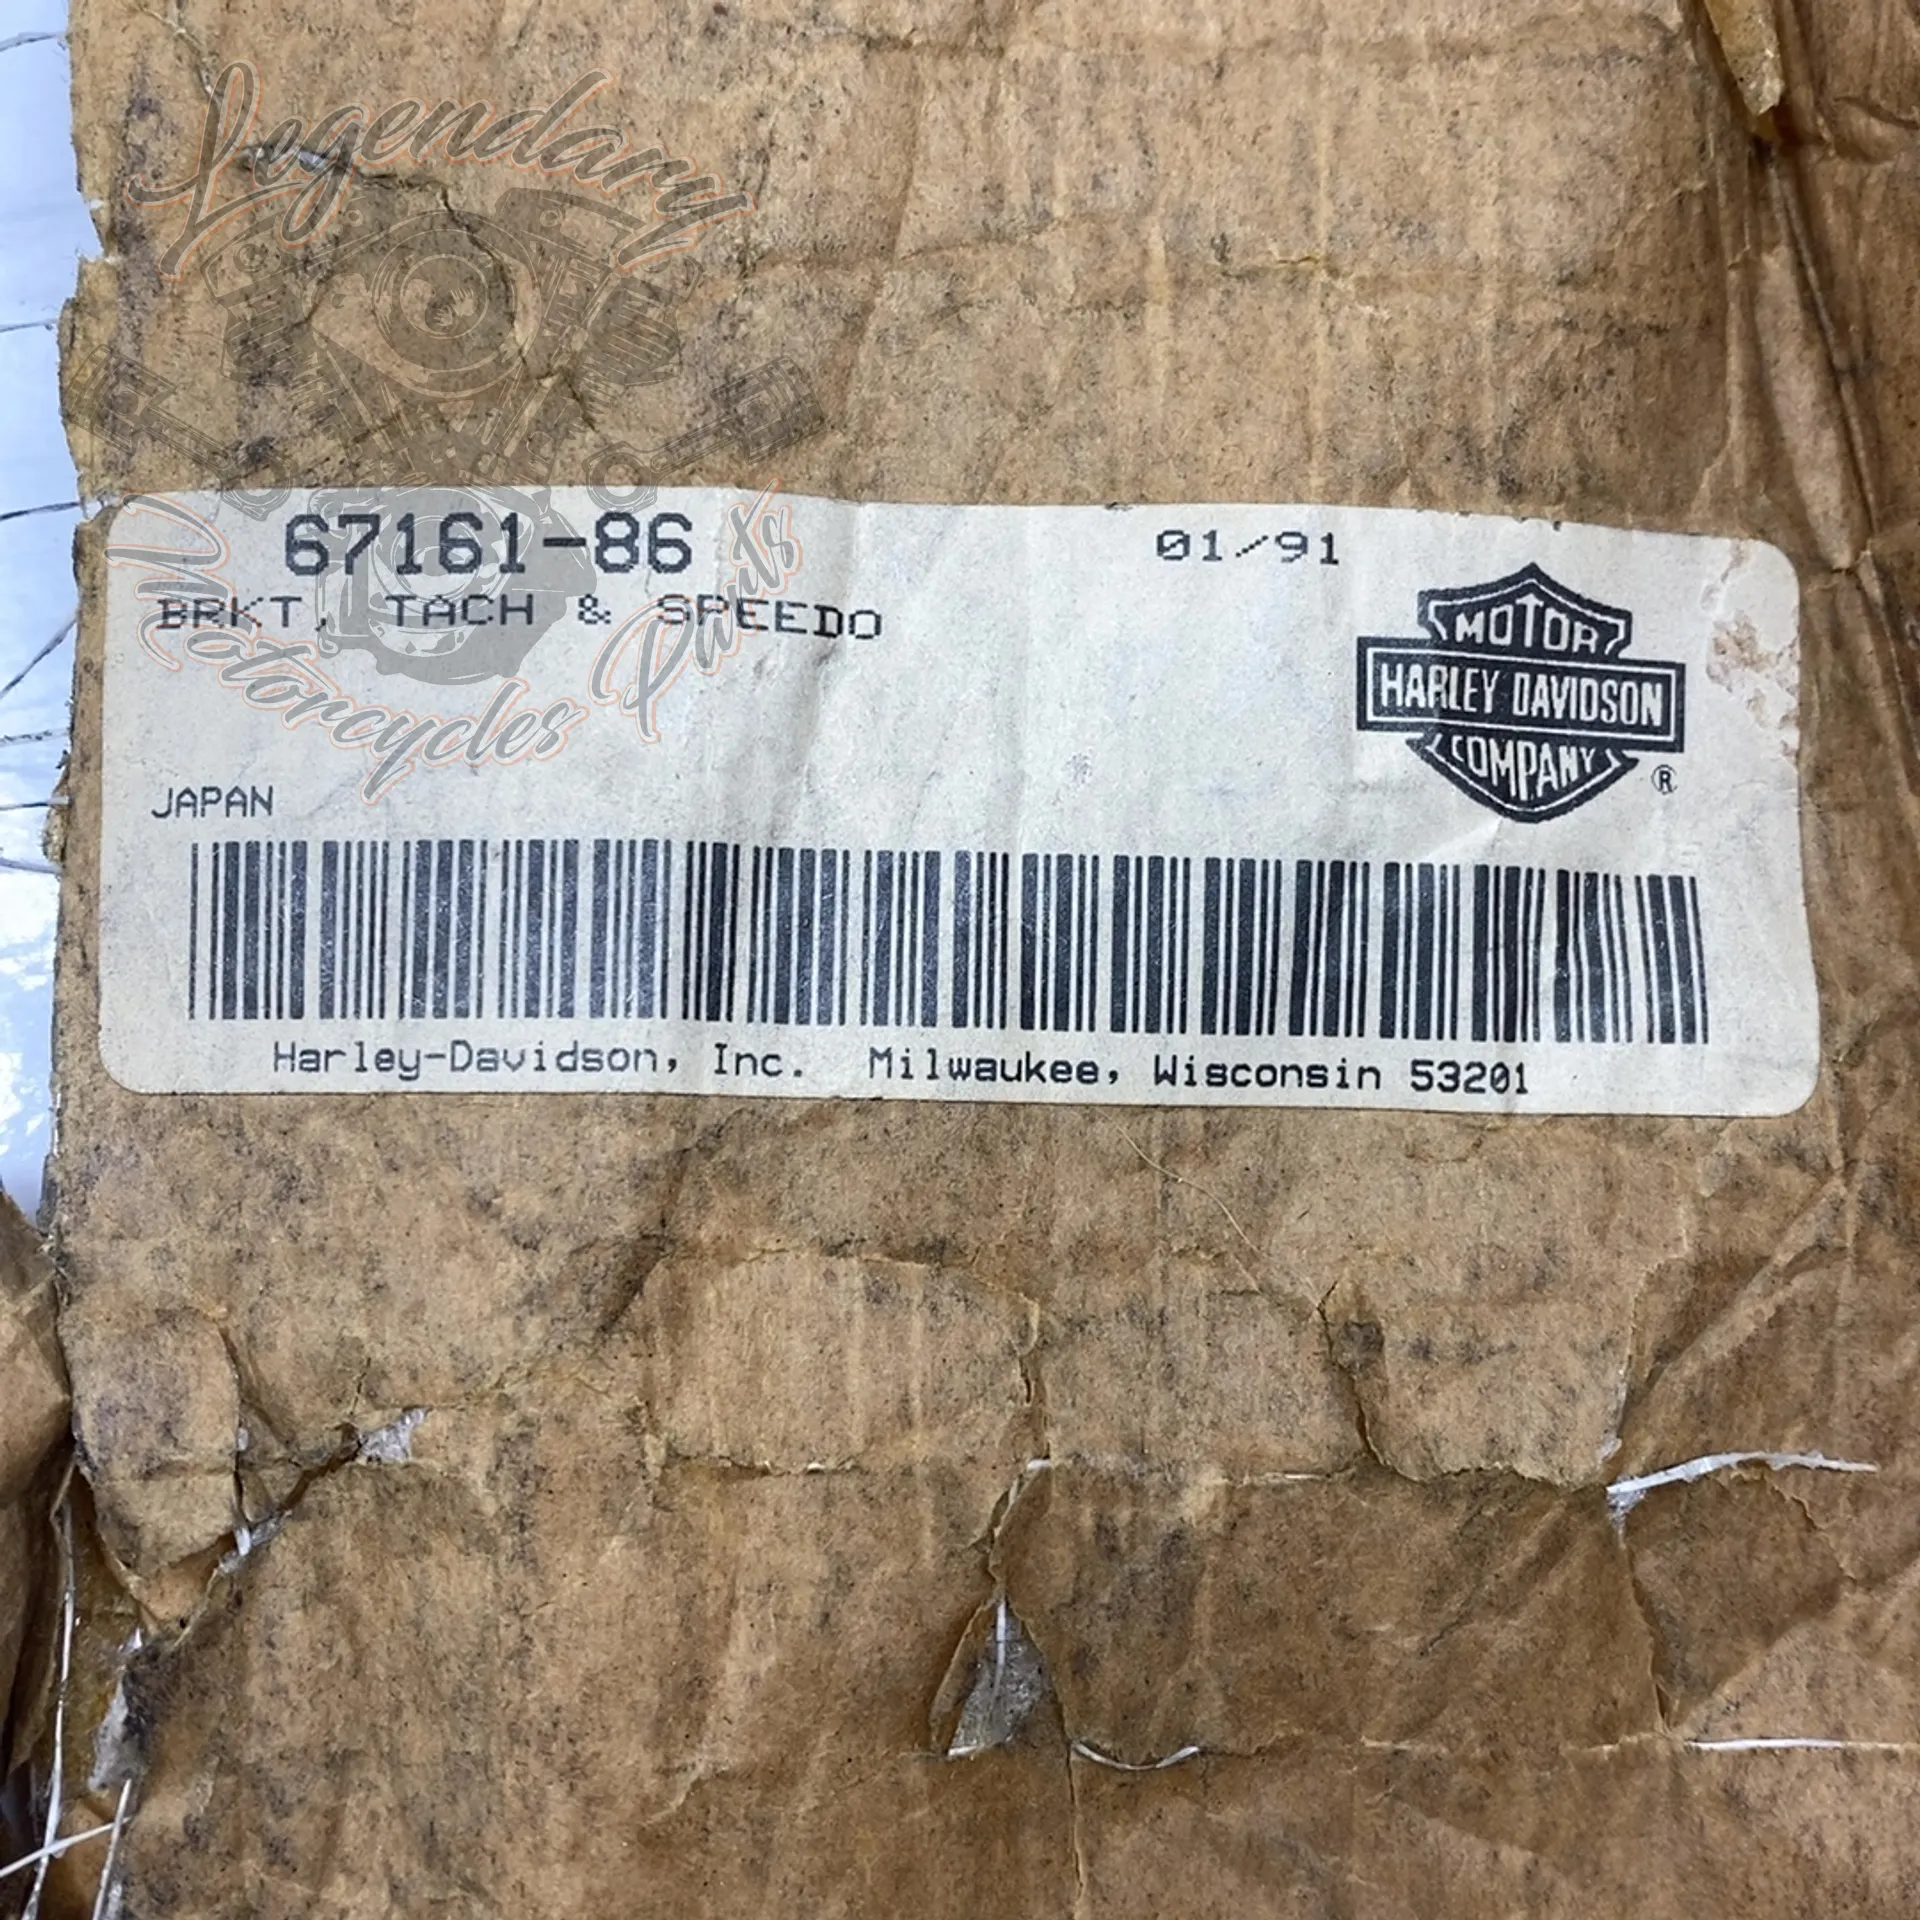 Legendary
Motorcycles Parts
67161-86
01/91
BRKT, TACH & SPEEDO
MOTOR
HARLEY DAVIDSON
COMPANY
®
JAPAN
Harley-Davidson, Inc. Milwaukee, Wisconsin 53201